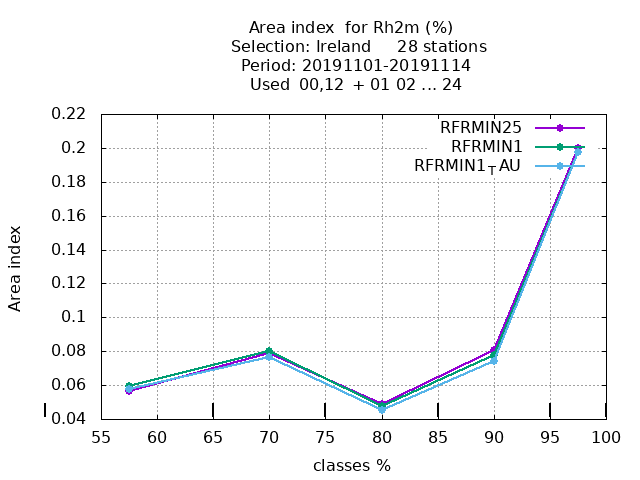 Area index  for Rh2m (%)
Selection: Ireland     28 stations
Period: 20191101-20191114
Used  00,12  + 01 02 ... 24
0.22
0.2
0.18
0.16
0.14
0.12
0.1
0.08
0.06
0.04
Area index
RFRMIN25
RFRMIN1
RFRMIN1TAU
55 60 65 70 75 80 85 90 95 100
classes %